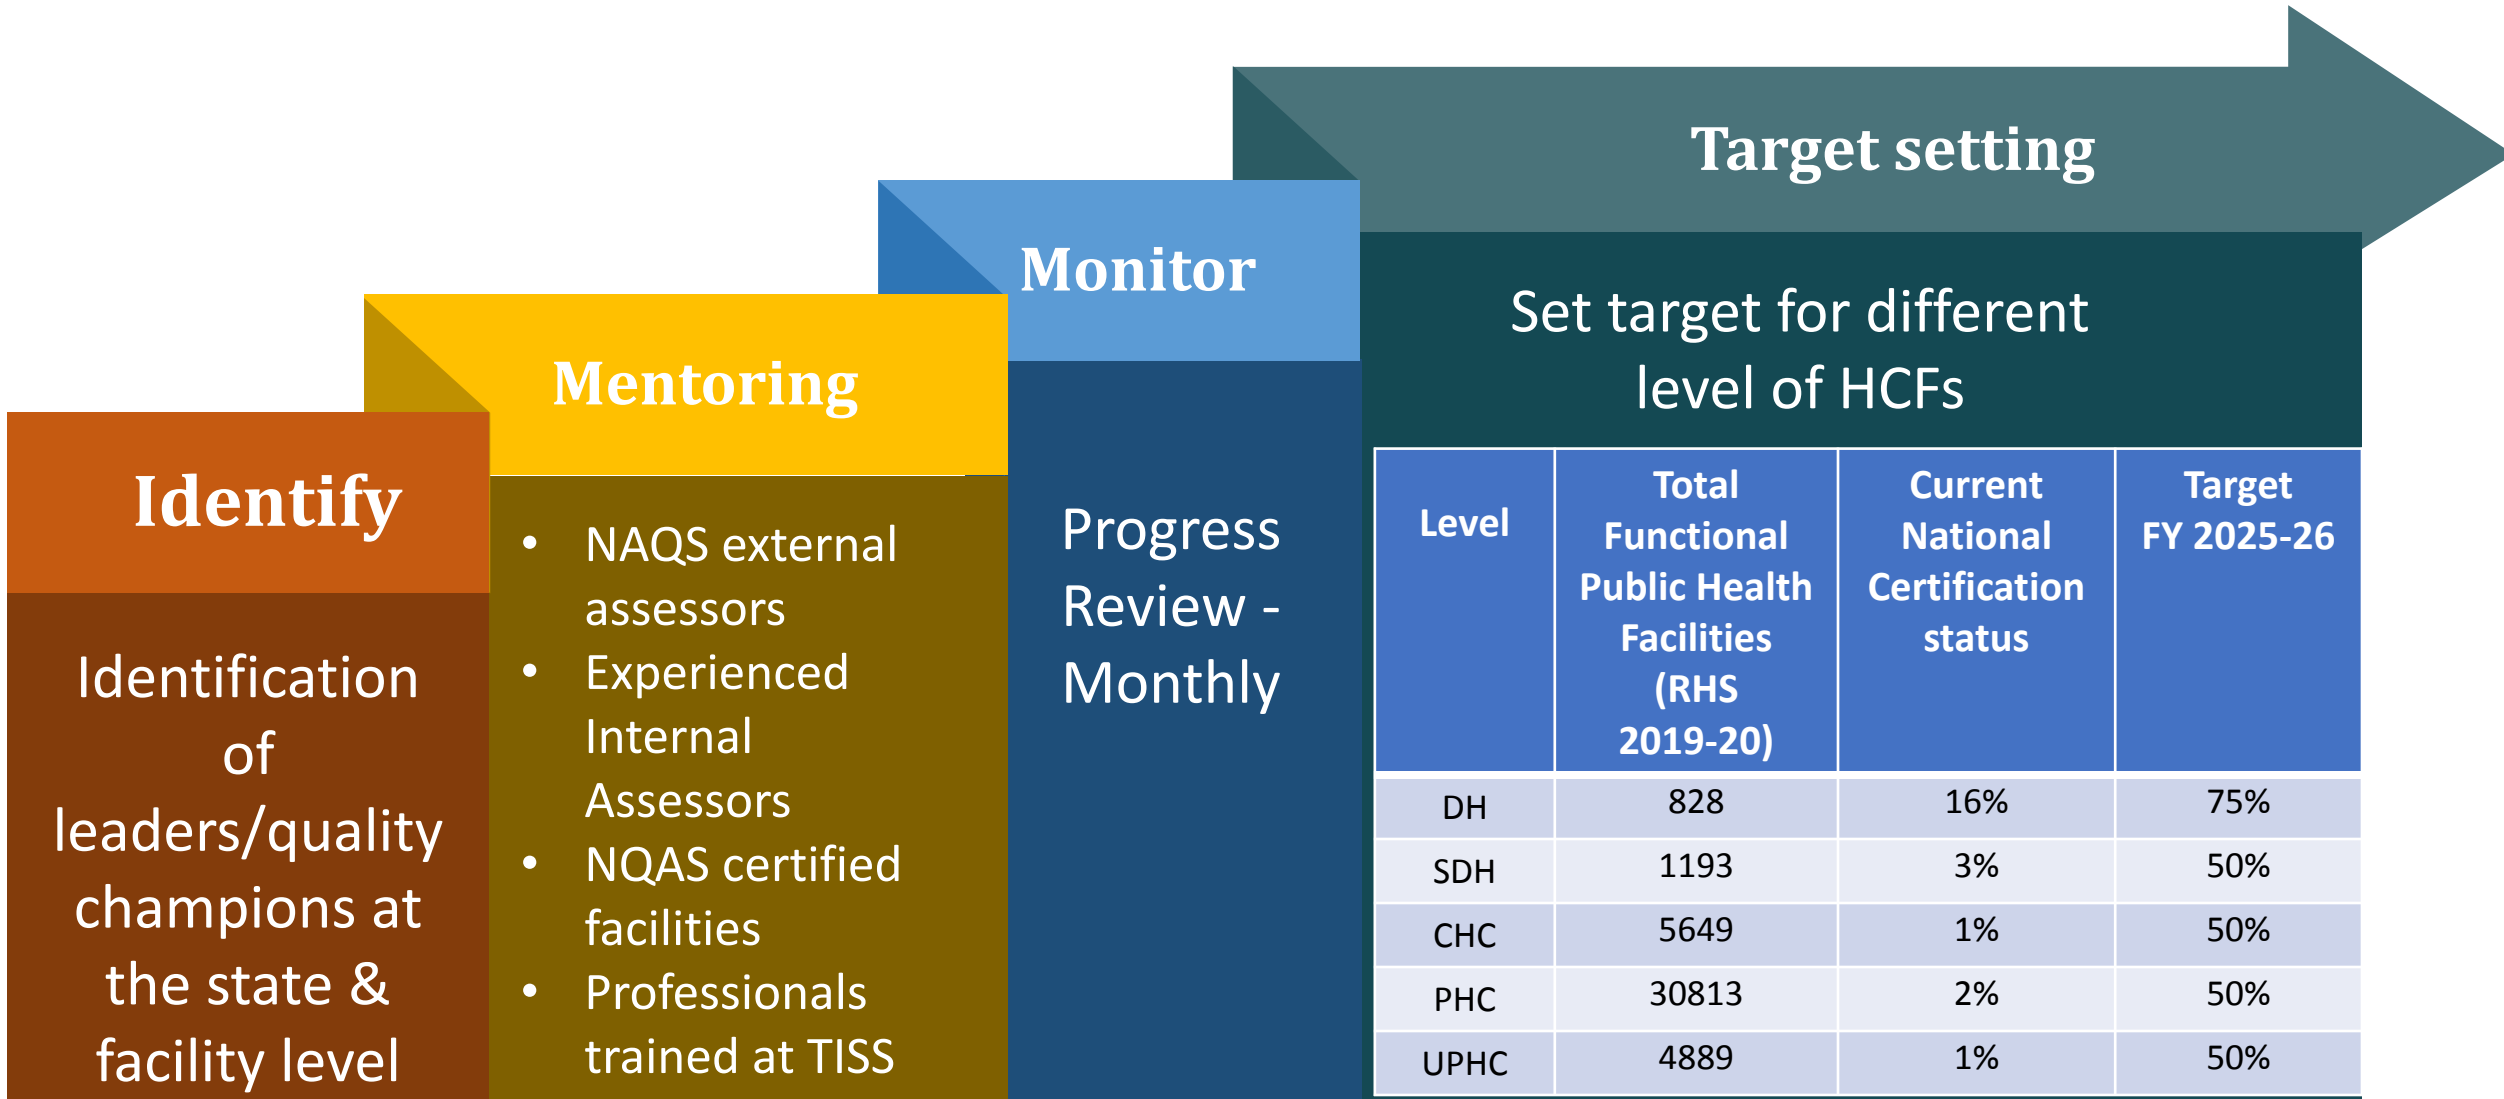 Identify
Identification
of
leaders/quality
champions at
the state &
facility level
Mentoring
• NAQS external
assessors
• Experienced
Internal
Assessors
• NQAS certified
facilities
• Professionals
trained at TISS
Monitor
Progress
Review -
Monthly
Target setting
Set target for different
level of HCFs
Level
Total
Functional
Public Health
Facilities
(RHS
2019-20)
Current
National
Certification
status
Target
FY 2025-26
DH 828 16% 75%
SDH 1193 3% 50%
CHC 5649 1% 50%
PHC 30813 2% 50%
UPHC 4889 1% 50%